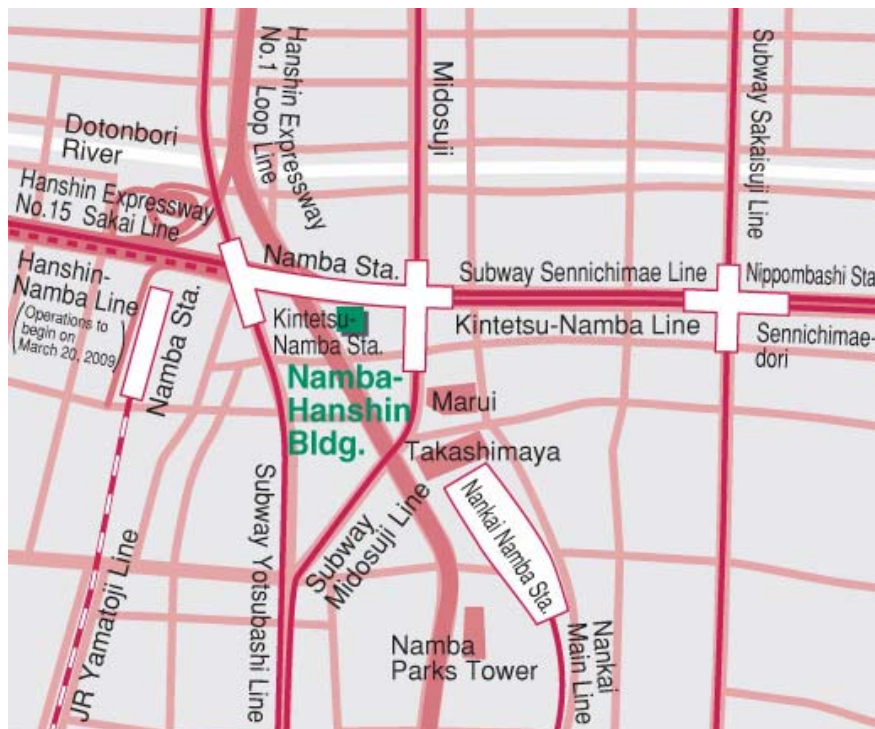 Hanshin Expressway
No.1 Loop Line
Midosuji
Subway Sakaisuji Line
Dotonbori
River
Hanshin Expressway
No.15 Sakai Line
Namba Sta.
Subway Sennichimae Line
Nippombashi Sta
Hanshin-
Namba Line
(Operations to
begin on
March 20, 2009)
Namba Sta.
Kintetsu-
Namba Sta.
Kintetsu-Namba Line
Sennichimae-
dori
Namba-
Hanshin
Bldg.
Marui
Takashimaya
Nankai Namba Sta.
Subway
Midosuji Line
Subway Yotsubashi Line
JR Yamatoji Line
Namba
Parks Tower
Nankai
Main Line